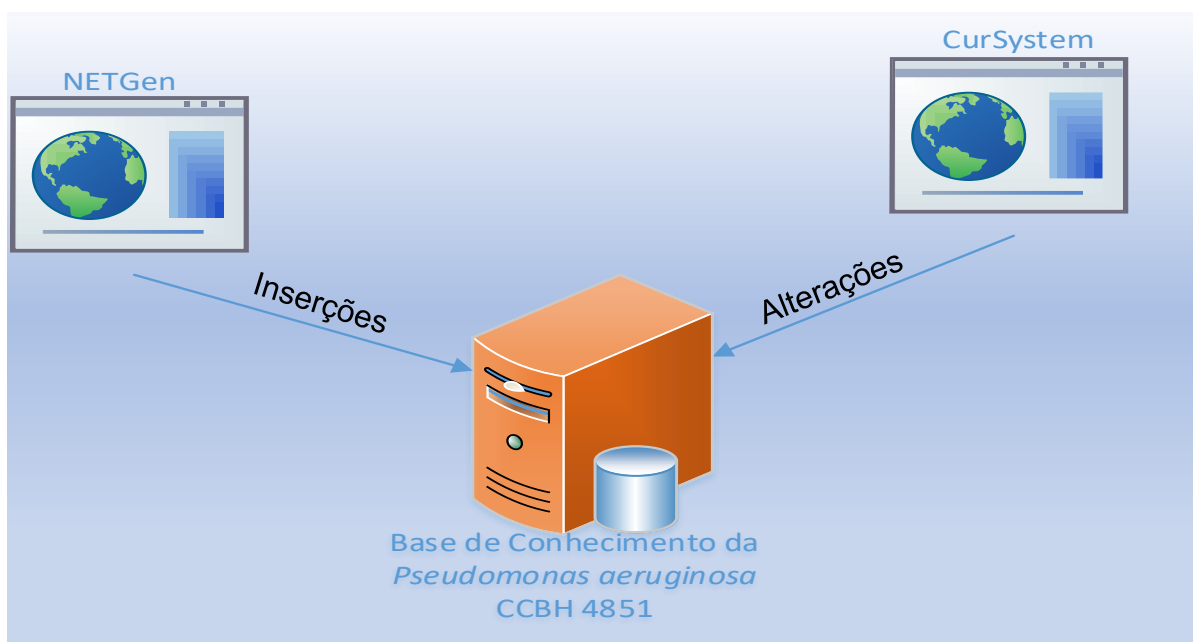 CurSystem
NETGen
Inserções
Alterações
Base de Conhecimento da
Pseudomonas aeruginosa
CCBH 4851